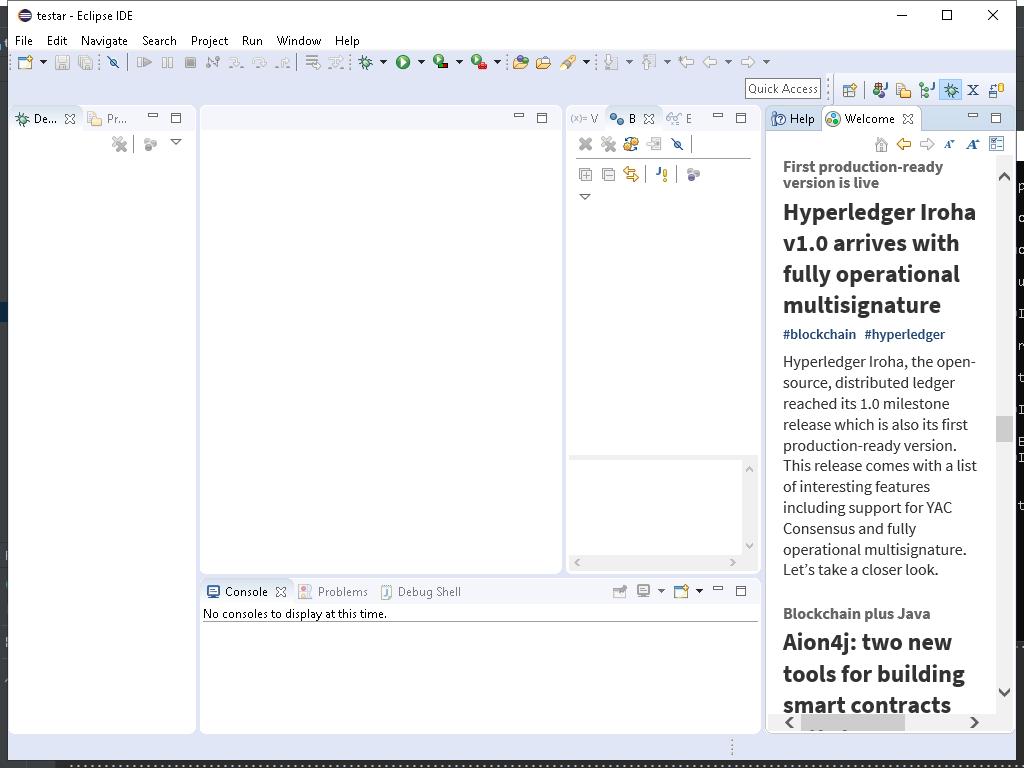 testar - Eclipse IDE
File Edit Navigate Search Project Run Window Help
Quick Access
De... Pr...
(x)= V B E
Help Welcome
First production-ready
version is live
Hyperledger Iroha
v1.0 arrives with
fully operational
multisignature
#blockchain #hyperledger
Hyperledger Iroha, the open-
source, distributed ledger
reached its 1.0 milestone
release which is also its first
production-ready version.
This release comes with a list
of interesting features
including support for YAC
Consensus and fully
operational multisignature.
Let's take a closer look.
Blockchain plus Java
Aion4j: two new
tools for building
smart contracts
Console Problems Debug Shell
No consoles to display at this time.